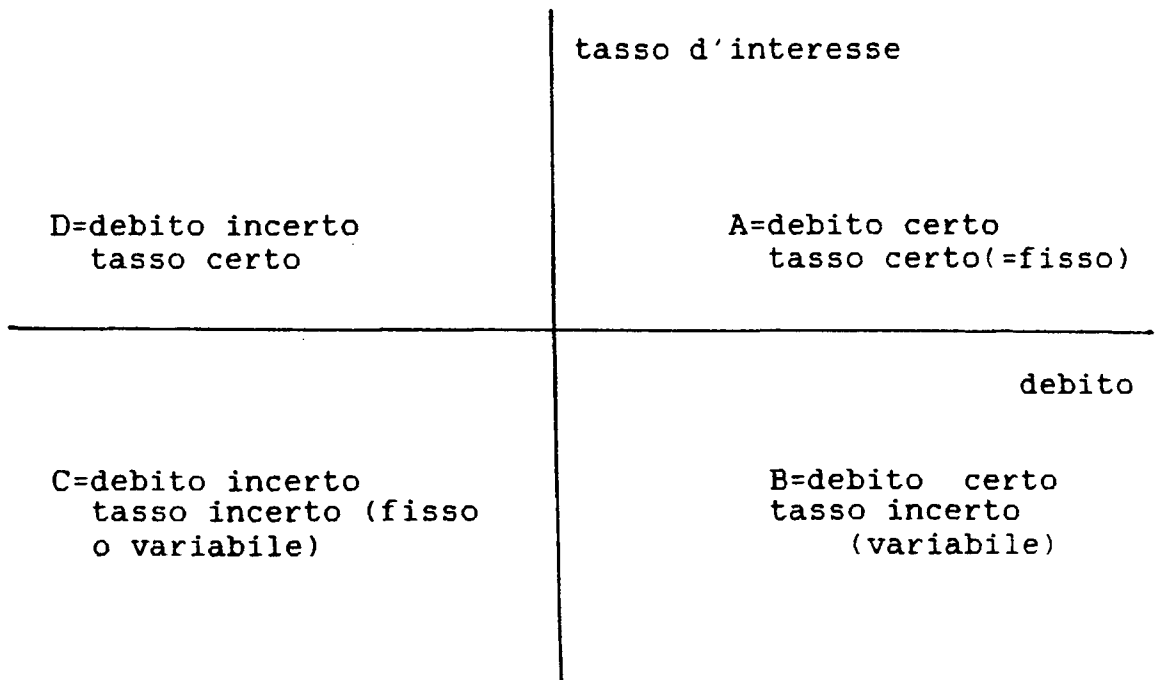 tasso d'interesse
D=debito incerto
tasso certo
A=debito certo
tasso certo(=fisso)
debito
C=debito incerto
tasso incerto (fisso
o variabile)
B=debito certo
tasso incerto
(variabile)